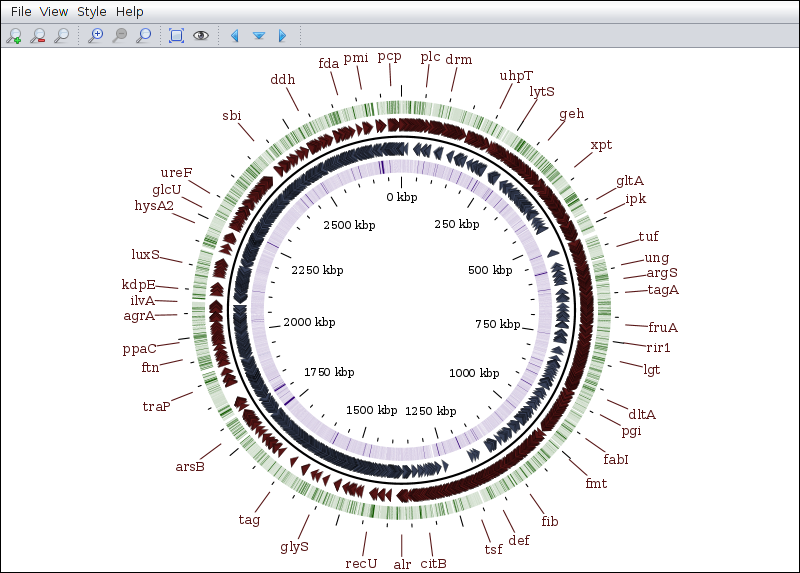 File View Style Help
pcp
plc
drm
uhpT
lytS
geh
xpt
gltA
ipk
tuf
ung
argS
tagA
fruA
rir1
lgt
dltA
pgi
fabI
fmt
fib
def
tsf
citB
alr
recU
glyS
tag
arsB
traP
ftn
ppaC
agrA
ilvA
kdpE
luxS
hysA2
glcU
ureF
sbi
ddh
fda
pmi
0 kbp
250 kbp
500 kbp
750 kbp
1000 kbp
1250 kbp
1500 kbp
1750 kbp
2000 kbp
2250 kbp
2500 kbp